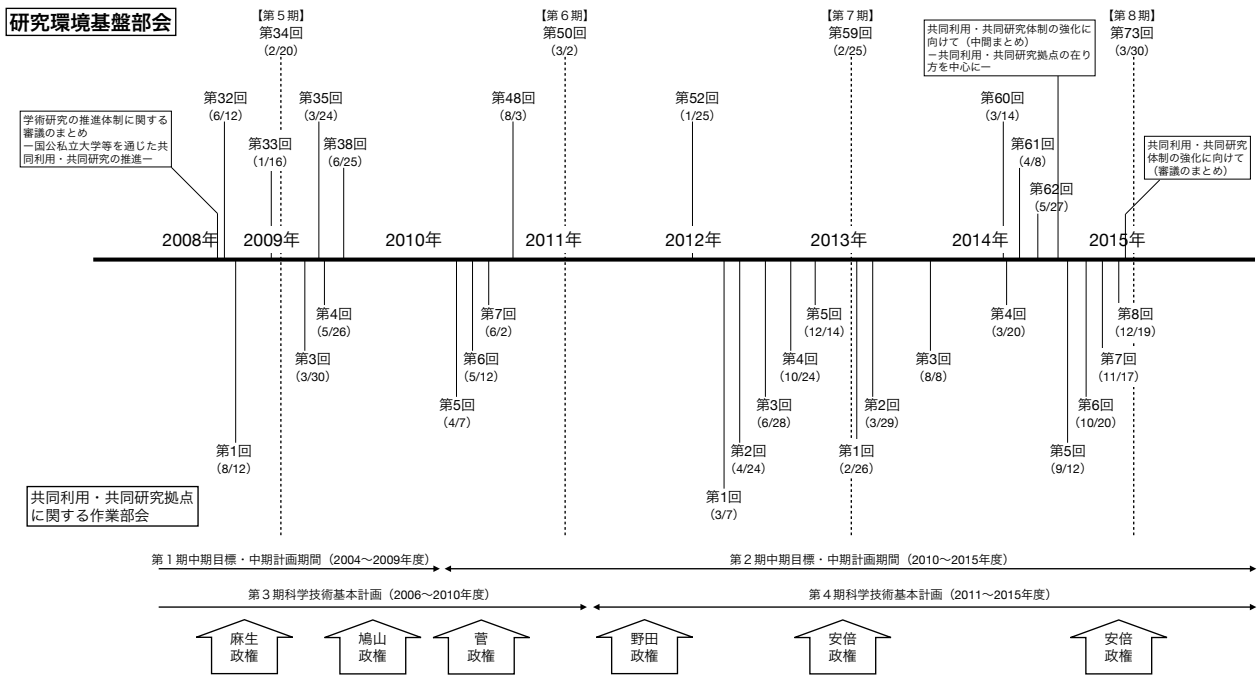 研究環境基盤部会
【第5期】
第34回
（2/20）
【第6期】
第50回
（3/2）
【第7期】
第59回
（2/25）
共同利用・共同研究体制の強化に
向けて（中間まとめ）
−共同利用・共同研究拠点の在り
方を中心に−
【第8期】
第73回
（3/30）
学術研究の推進体制に関する
審議のまとめ
−国公私立大学等を通じた共
同利用・共同研究の推進−
第32回
（6/12）
第33回
（1/16）
第35回
（3/24）
第38回
（6/25）
第48回
（8/3）
第52回
（1/25）
第60回
（3/14）
第61回
（4/8）
第62回
（5/27）
共同利用・共同研究
体制の強化に向けて
（審議のまとめ）
2008年
2009年
2010年
2011年
2012年
2013年
2014年
2015年
第1回
（8/12）
第3回
（3/30）
第4回
（5/26）
第5回
（4/7）
第6回
（5/12）
第7回
（6/2）
第1回
（3/7）
第2回
（4/24）
第3回
（6/28）
第4回
（10/24）
第5回
（12/14）
第1回
（2/26）
第2回
（3/29）
第3回
（8/8）
第4回
（3/20）
第5回
（9/12）
第6回
（10/20）
第7回
（11/17）
第8回
（12/19）
共同利用・共同研究拠点
に関する作業部会
第１期中期目標・中期計画期間（2004〜2009年度）
第２期中期目標・中期計画期間（2010〜2015年度）
第３期科学技術基本計画（2006〜2010年度）
第４期科学技術基本計画（2011〜2015年度）
麻生
政権
鳩山
政権
菅
政権
野田
政権
安倍
政権
安倍
政権